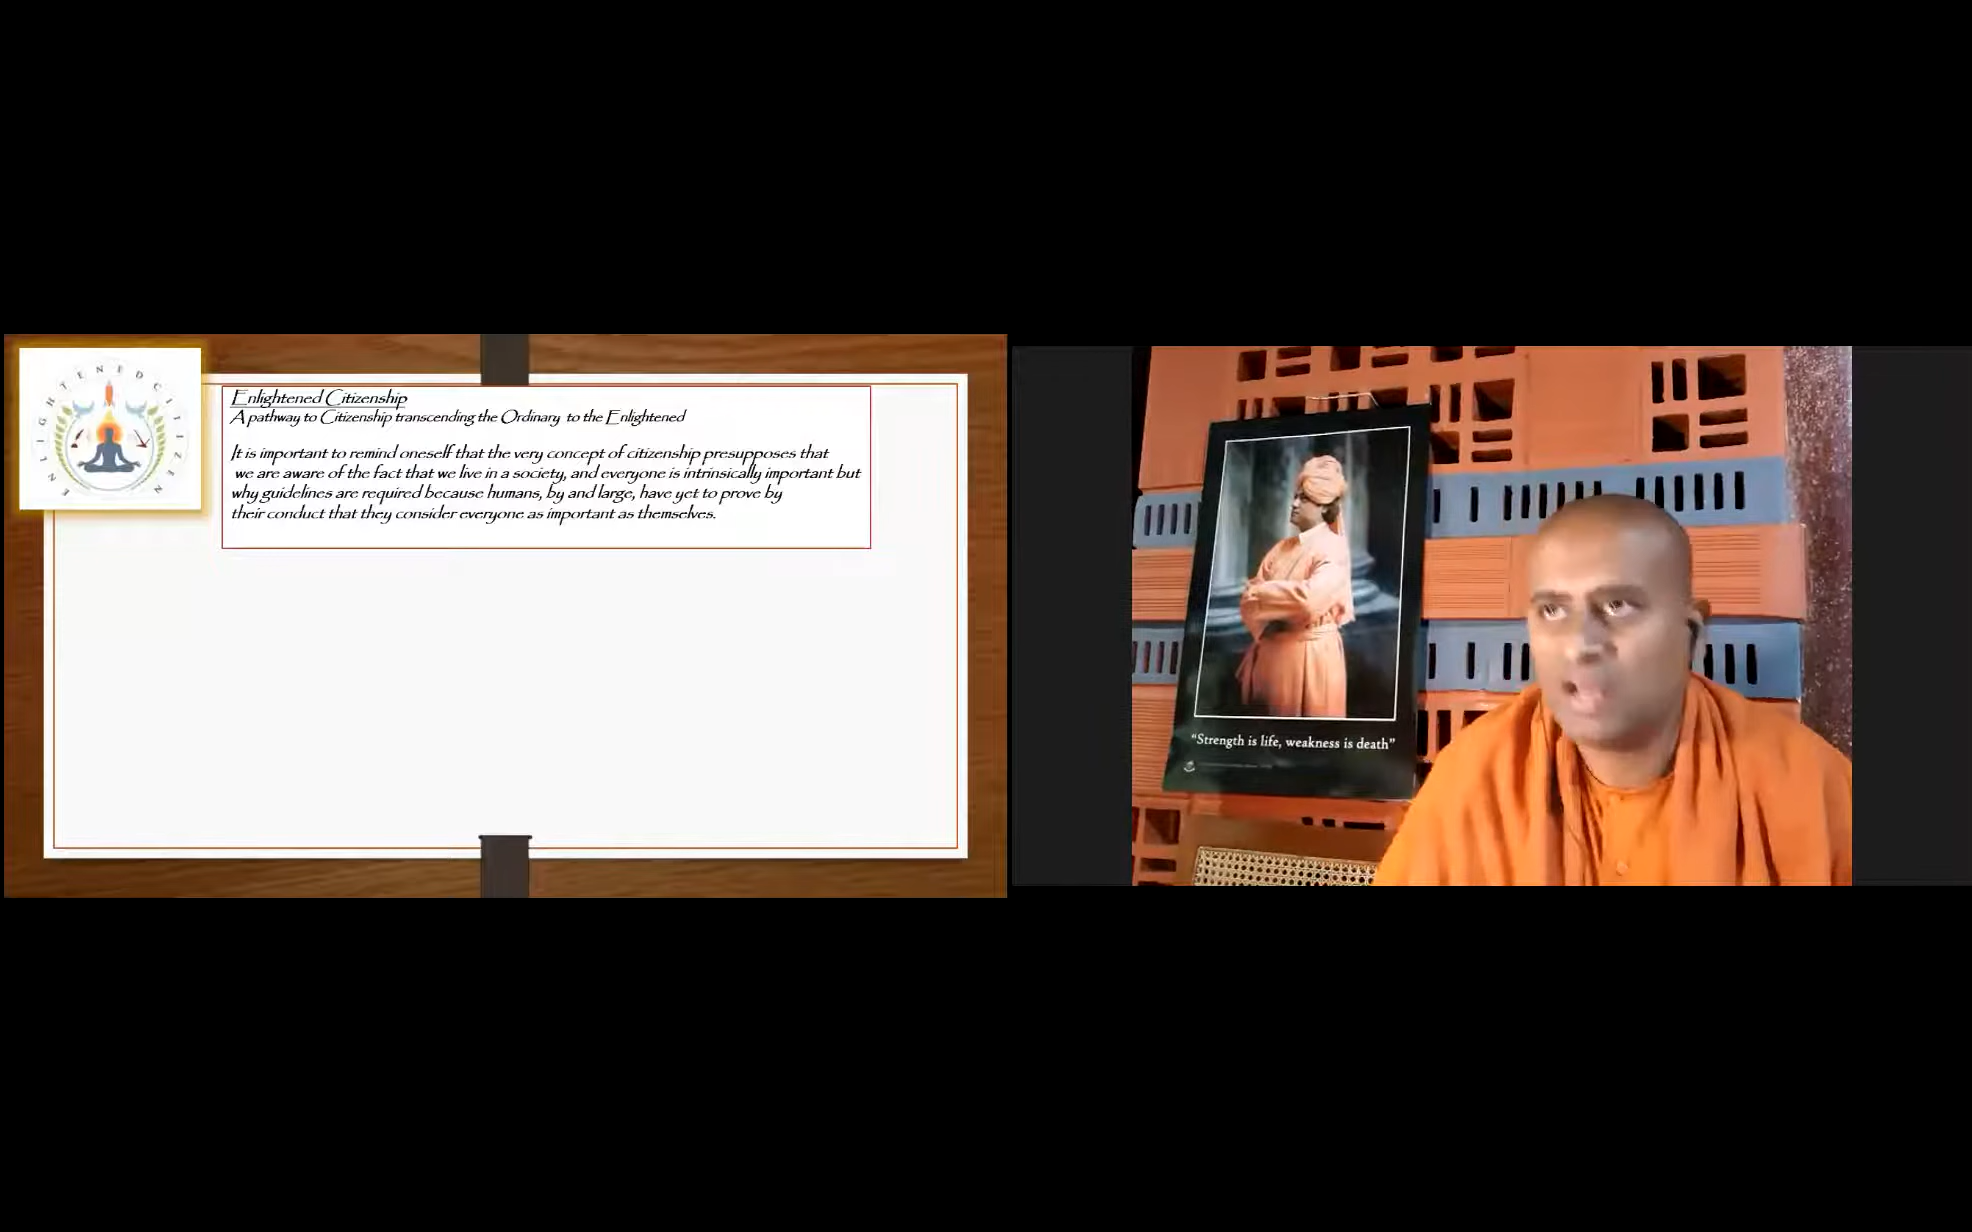 ENLIGHTENED CITIZEN
Enlightened Citizenship
A pathway to Citizenship transcending the Ordinary to the Enlightened
It is important to remind oneself that the very concept of citizenship presupposes that
we are aware of the fact that we live in a society, and everyone is intrinsically important but
why guidelines are required because humans, by and large, have yet to prove by
their conduct that they consider everyone as important as themselves.
"Strength is life, weakness is death"